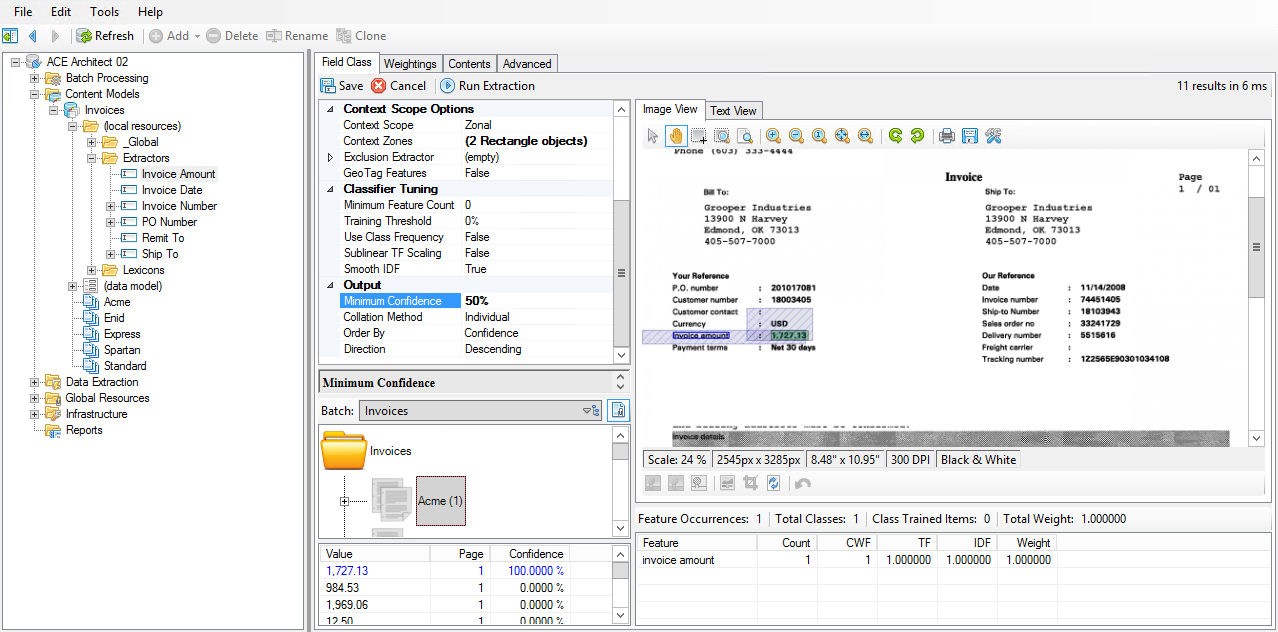 File Edit Tools Help
Refresh Add Delete Rename Clone
ACE Architect 02
Batch Processing
Content Models
Invoices
(local resources)
_Global
Extractors
Invoice Amount
Invoice Date
Invoice Number
PO Number
Remit To
Ship To
Lexicons
(data model)
Acme
Enid
Express
Spartan
Standard
Data Extraction
Global Resources
Infrastructure
Reports
Field Class Weightings Contents Advanced
Save Cancel Run Extraction 11 results in 6 ms
Context Scope Options
Context Scope Zonal
Context Zones (2 Rectangle objects)
Exclusion Extractor (empty)
GeoTag Features False
Classifier Tuning
Minimum Feature Count 0
Training Threshold 0%
Use Class Frequency False
Sublinear TF Scaling False
Smooth IDF True
Output
Minimum Confidence 50%
Collation Method Individual
Order By Confidence
Direction Descending
Minimum Confidence
Batch: Invoices
Invoices
Acme (1)
Value Page Confidence
1,727.13 1 100.0000 %
984.53 1 0.0000 %
1,969.06 1 0.0000 %
12.50 1 0.0000 %
Image View Text View
Phone (603) 333-4444
Invoice
Page
1 / 01
Bill To:
Grooper Industries
13900 N Harvey
Edmond, OK 73013
405-507-7000
Ship To:
Grooper Industries
13900 N Harvey
Edmond, OK 73013
405-507-7000
Your Reference
P.O. number : 201017081
Customer number : 18003405
Customer contact :
Currency : USD
Invoice amount : 1,727.13
Payment terms : Net 30 days
Our Reference
Date : 11/14/2008
Invoice number : 74451405
Ship-to Number : 18103943
Sales order no : 33241729
Delivery number : 5515616
Freight carrier :
Tracking number : 1Z2565E90301034108
Invoice details
Scale: 24 % 2545px x 3285px 8.48" x 10.95" 300 DPI Black & White
Feature Occurrences: 1 Total Classes: 1 Class Trained Items: 0 Total Weight: 1.000000
Feature Count CWF TF IDF Weight
invoice amount 1 1 1.000000 1.000000 1.000000